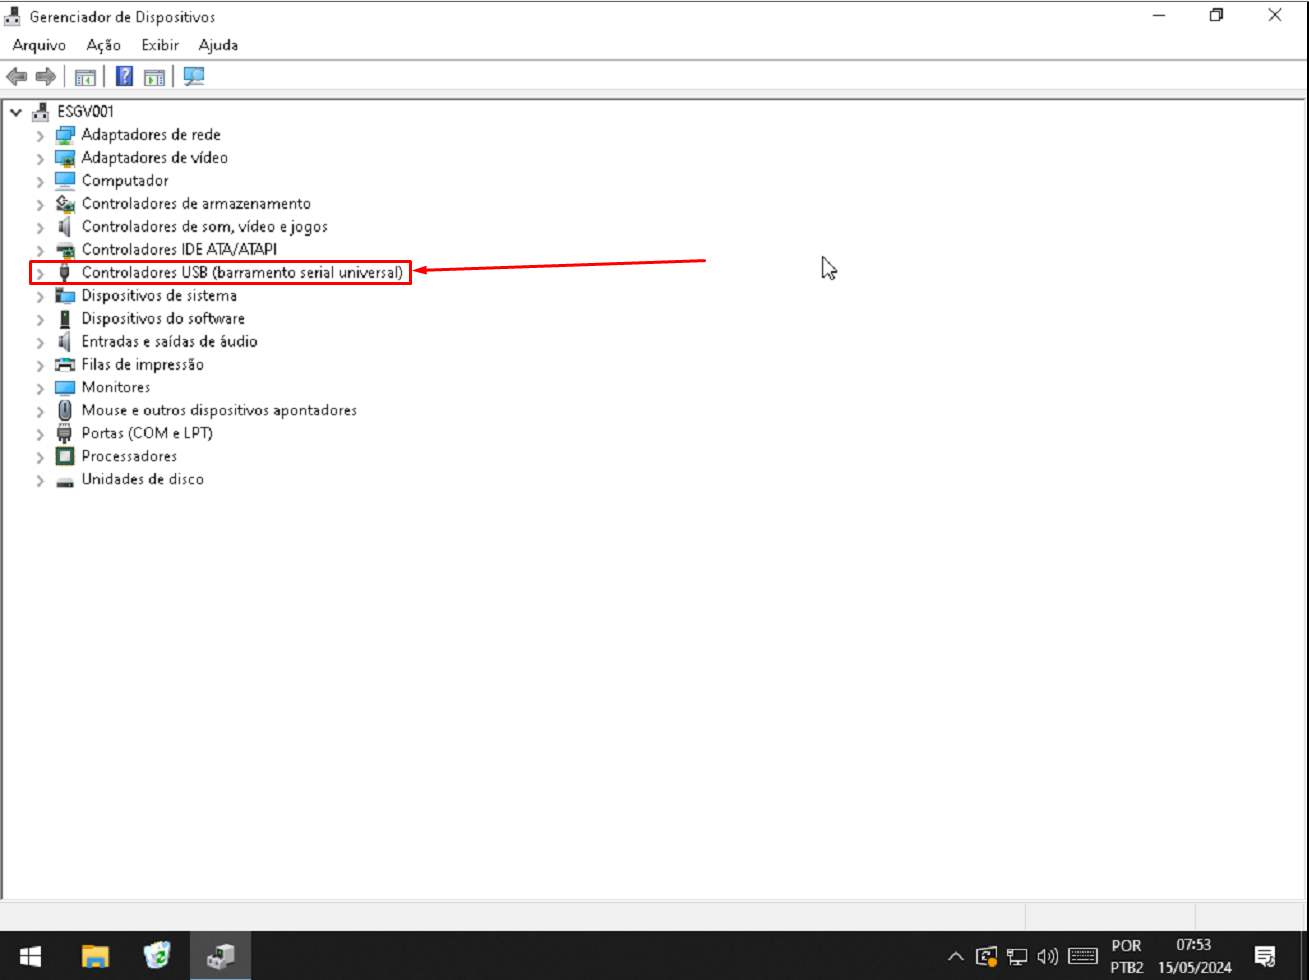 Gerenciador de Dispositivos
Arquivo Ação Exibir Ajuda
ESGV001
Adaptadores de rede
Adaptadores de vídeo
Computador
Controladores de armazenamento
Controladores de som, vídeo e jogos
Controladores IDE ATA/ATAPI
Controladores USB (barramento serial universal)
Dispositivos de sistema
Dispositivos do software
Entradas e saídas de áudio
Filas de impressão
Monitores
Mouse e outros dispositivos apontadores
Portas (COM e LPT)
Processadores
Unidades de disco
POR 07:53
PTB2 15/05/2024